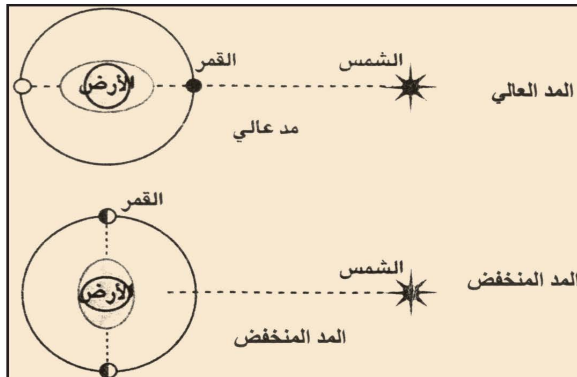 القمر
الشمس
الأرض
المد العالي
مد عالي
القمر
الشمس
الأرض
المد المنخفض
المد المنخفض